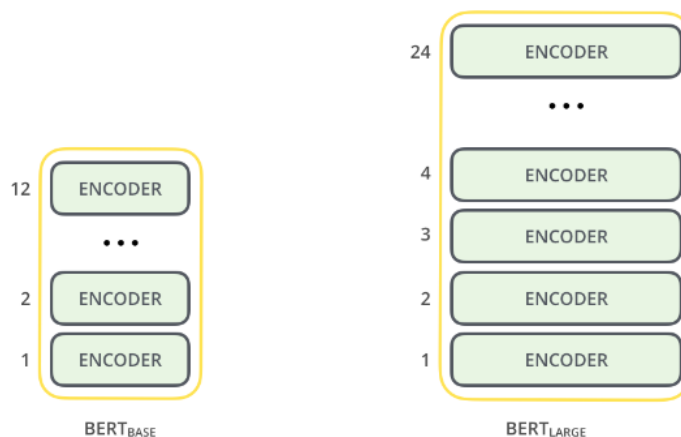 24 ENCODER
...
12 ENCODER
4 ENCODER
3 ENCODER
...
2 ENCODER
2 ENCODER
1 ENCODER
1 ENCODER
BERTBASE
BERTLARGE